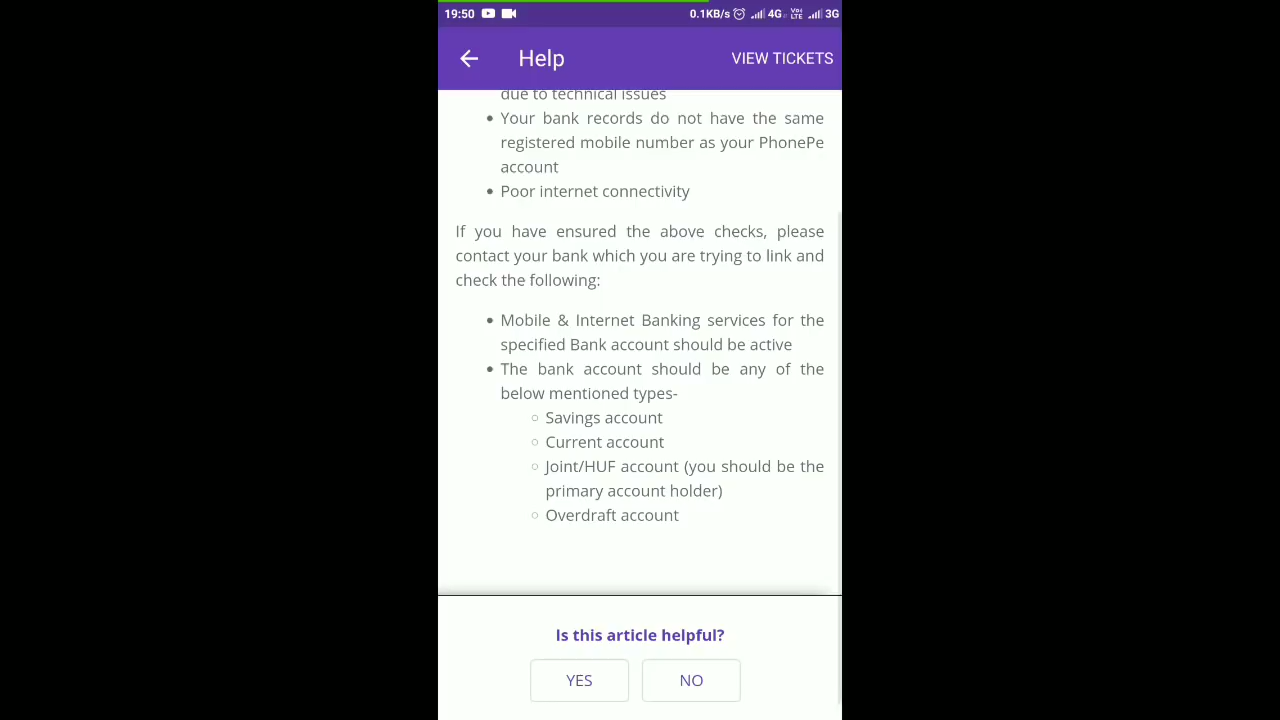 19:50 0.1KB/s 4G VoLTE 3G
Help VIEW TICKETS
due to technical issues
• Your bank records do not have the same
registered mobile number as your PhonePe
account
• Poor internet connectivity
If you have ensured the above checks, please
contact your bank which you are trying to link and
check the following:
• Mobile & Internet Banking services for the
specified Bank account should be active
• The bank account should be any of the
below mentioned types-
○ Savings account
○ Current account
○ Joint/HUF account (you should be the
primary account holder)
○ Overdraft account
Is this article helpful?
YES NO